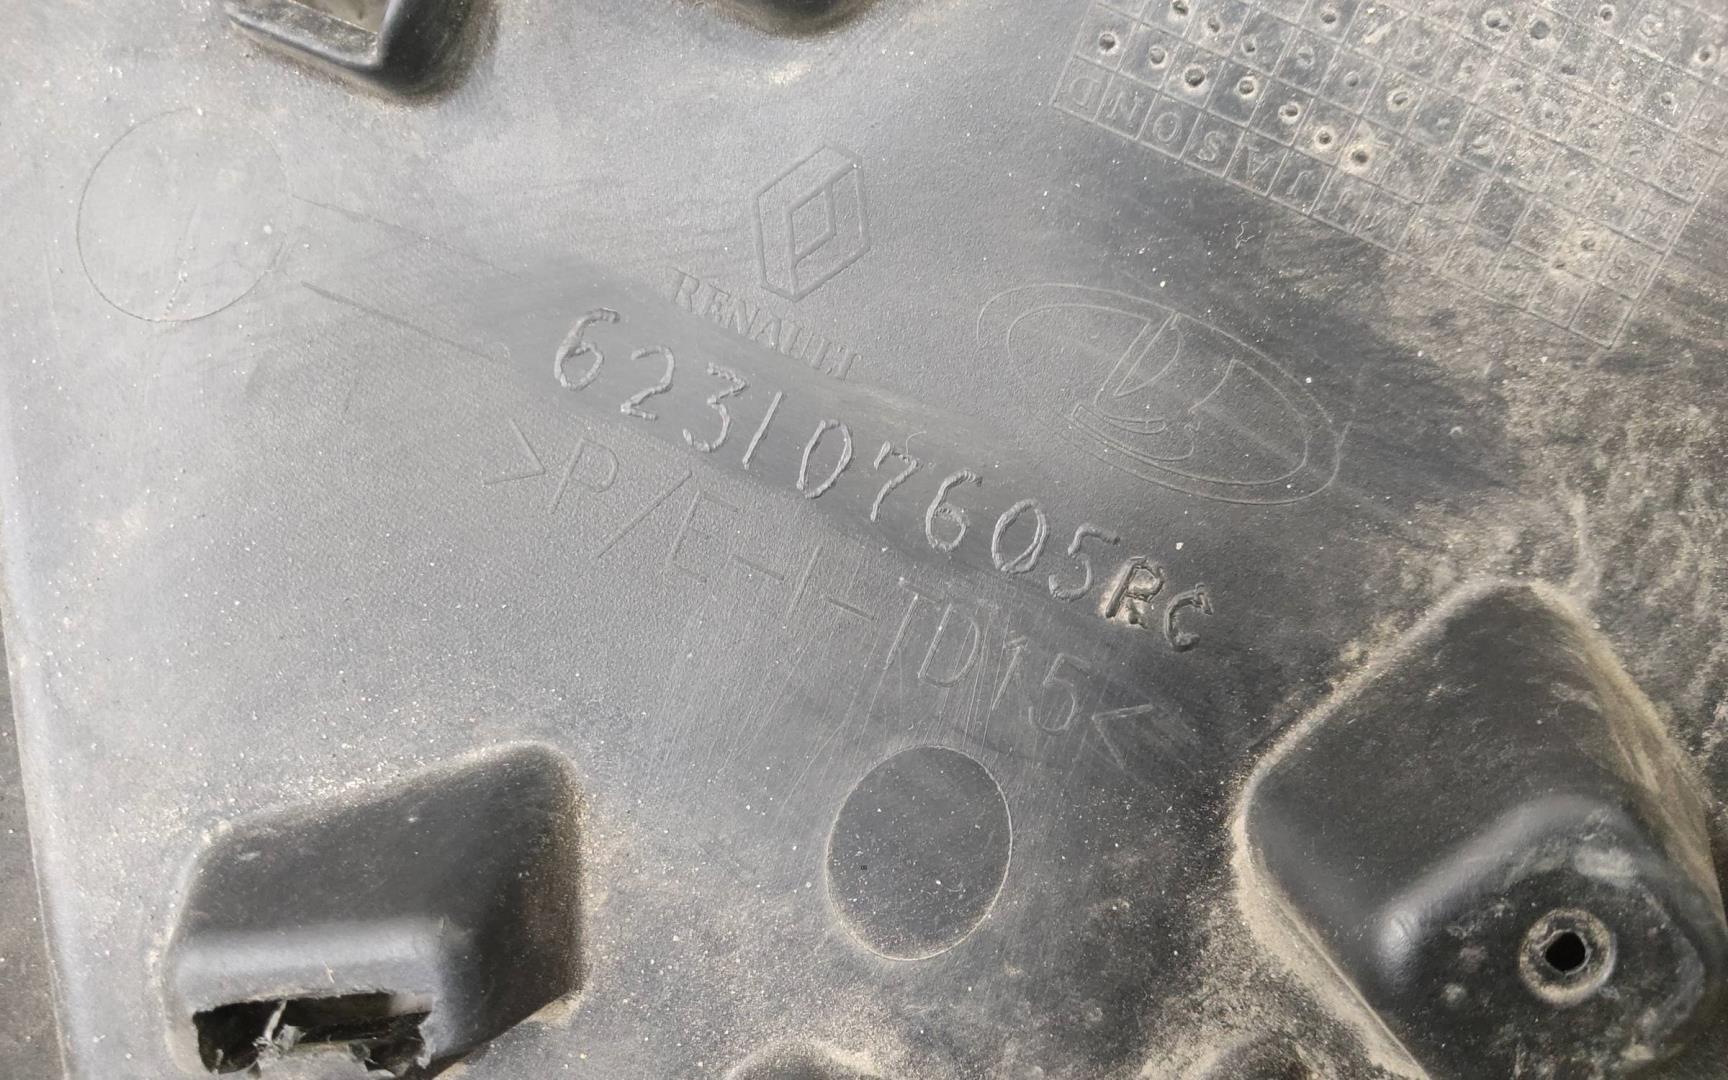 RENAULT
623107605RC
>P/E-I-TD15<
D N O S A J J M A M